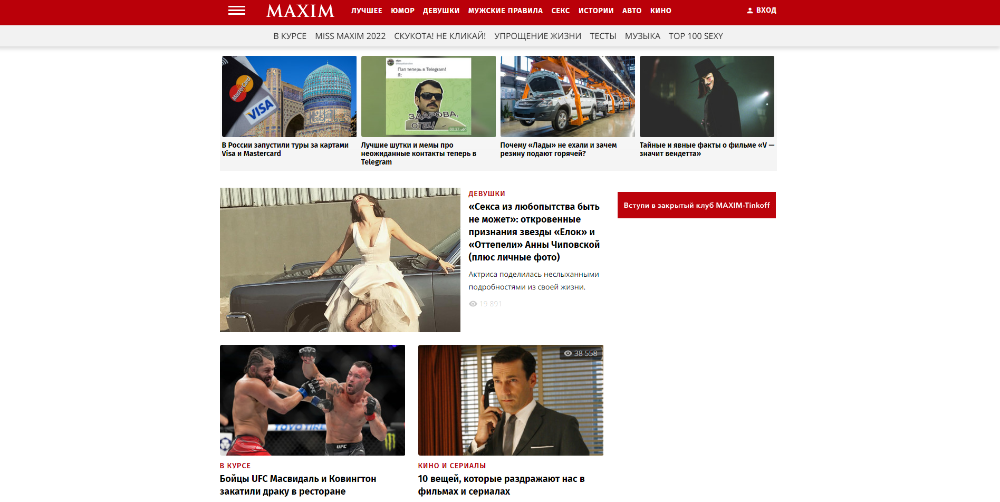 MAXIM
ЛУЧШЕЕ ЮМОР ДЕВУШКИ МУЖСКИЕ ПРАВИЛА СЕКС ИСТОРИИ АВТО КИНО
ВХОД
В КУРСЕ MISS MAXIM 2022 СКУКОТА! НЕ КЛИКАЙ! УПРОЩЕНИЕ ЖИЗНИ ТЕСТЫ МУЗЫКА TOP 100 SEXY
MasterCard
VISA
Пап теперь в Telegram!
Я:
ЗДАРОВА,
ОТЕЦ
00:37
В России запустили туры за картами
Visa и Mastercard
Лучшие шутки и мемы про
неожиданные контакты теперь в
Telegram
Почему «Лады» не ехали и зачем
резину подают горячей?
Тайные и явные факты о фильме «V —
значит вендетта»
ДЕВУШКИ
«Секса из любопытства быть
не может»: откровенные
признания звезды «Елок» и
«Оттепели» Анны Чиповской
(плюс личные фото)
Актриса поделилась неслыханными
подробностями из своей жизни.
19 891
Вступи в закрытый клуб MAXIM-Tinkoff
UFC
TOYO TIRE
UFC
38 558
В КУРСЕ
Бойцы UFC Масвидаль и Ковингтон
закатили драку в ресторане
КИНО И СЕРИАЛЫ
10 вещей, которые раздражают нас в
фильмах и сериалах